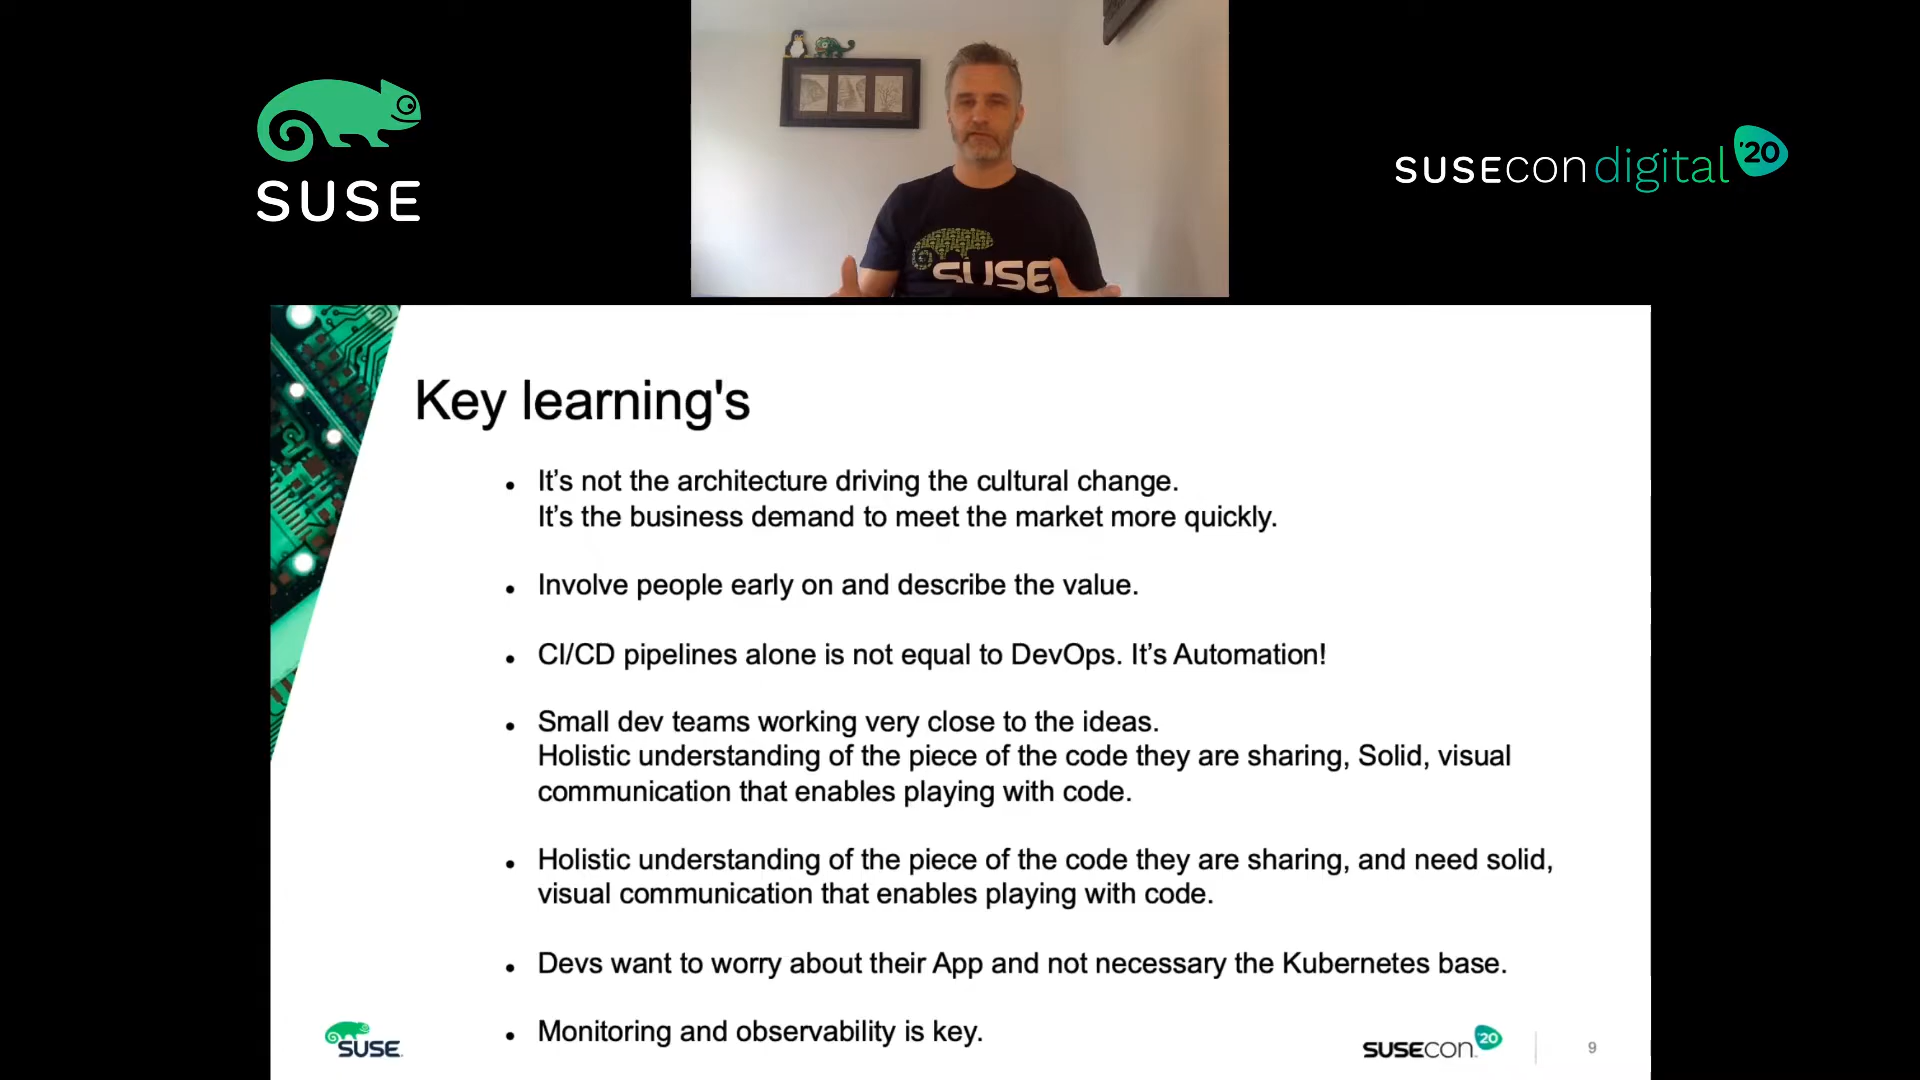 SUSE
SUSEcon digital '20
SUSE
Key learning's
• It’s not the architecture driving the cultural change.
It’s the business demand to meet the market more quickly.
• Involve people early on and describe the value.
• CI/CD pipelines alone is not equal to DevOps. It’s Automation!
• Small dev teams working very close to the ideas.
Holistic understanding of the piece of the code they are sharing, Solid, visual
communication that enables playing with code.
• Holistic understanding of the piece of the code they are sharing, and need solid,
visual communication that enables playing with code.
• Devs want to worry about their App and not necessary the Kubernetes base.
• Monitoring and observability is key.
SUSE
SUSEcon '20
9